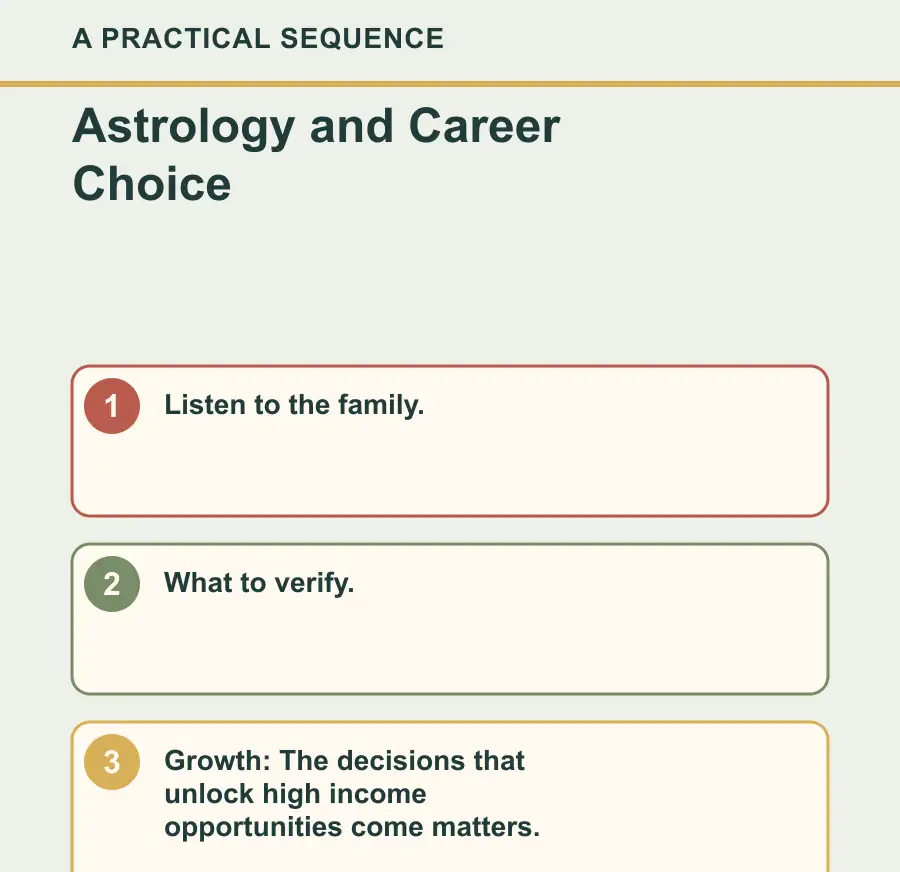 A PRACTICAL SEQUENCE
Astrology and Career
Choice
1
Listen to the family.
2
What to verify.
3
Growth: The decisions that
unlock high income
opportunities come matters.